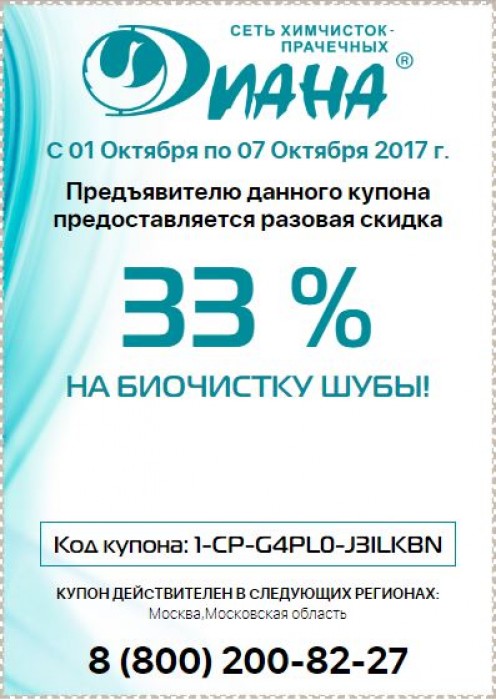 СЕТЬ ХИМЧИСТОК-
ПРАЧЕЧНЫХ
ДИАНА®
С 01 Октября по 07 Октября 2017 г.
Предъявителю данного купона
предоставляется разовая скидка
33 %
НА БИОЧИСТКУ ШУБЫ!
Код купона: 1-CP-G4PL0-J3ILKBN
КУПОН ДЕЙСТВИТЕЛЕН В СЛЕДУЮЩИХ РЕГИОНАХ:
Москва,Московская область
8 (800) 200-82-27